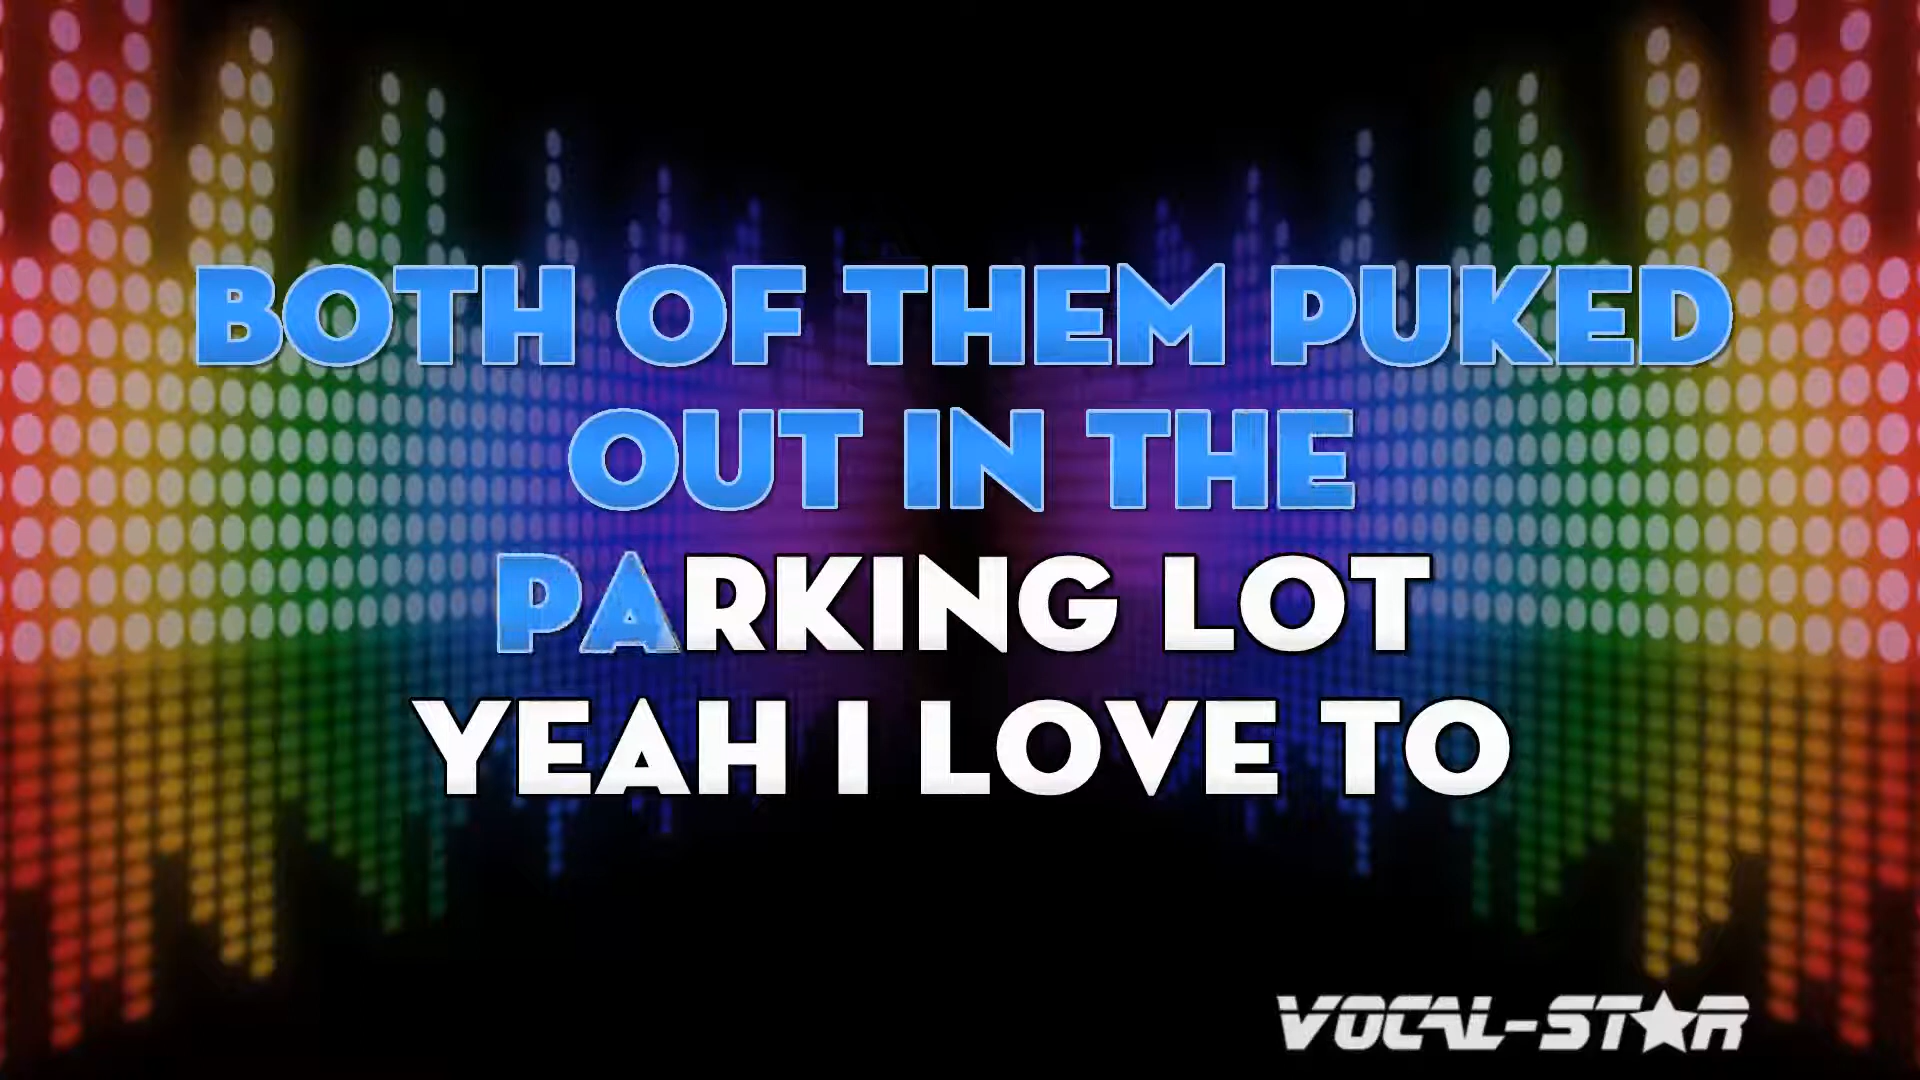 BOTH OF THEM PUKED
OUT IN THE
PARKING LOT
YEAH I LOVE TO
VOCAL-STAR